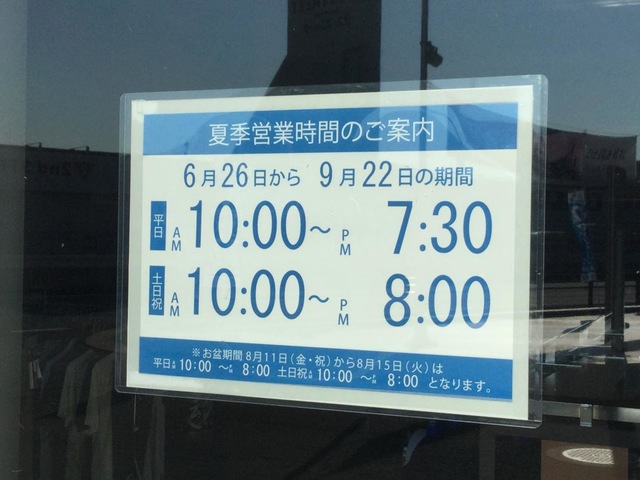 夏季営業時間のご案内
6月26日から 9月22日の期間
平日 AM 10:00～ PM 7:30
土日祝 AM 10:00～ PM 8:00
※お盆期間 8月11日(金・祝)から8月15日(火)は
平日AM 10:00 ～PM 8:00 土日祝AM 10:00 ～PM 8:00 となります。